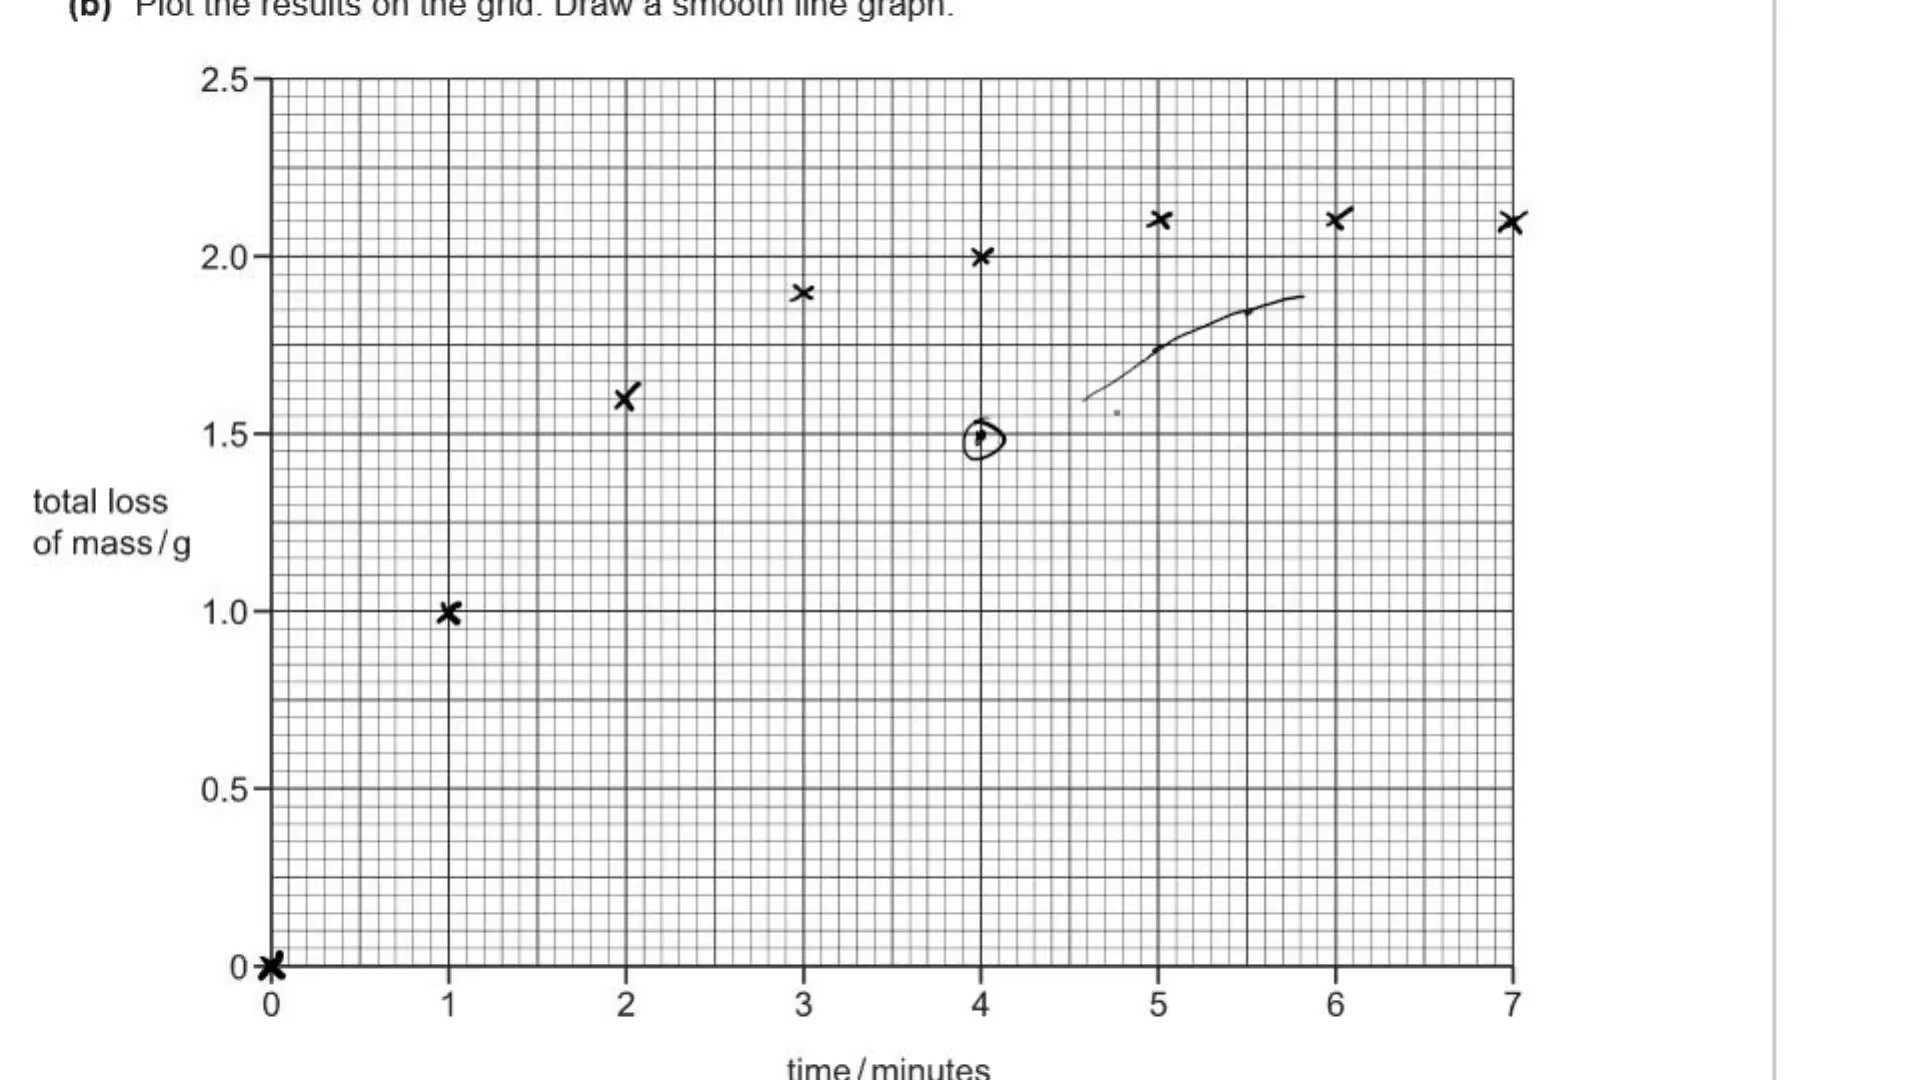 (b) Plot the results on the grid. Draw a smooth line graph.
2.5
2.0
1.5
total loss
of mass/g
1.0
0.5
0
0 1 2 3 4 5 6 7
time/minutes